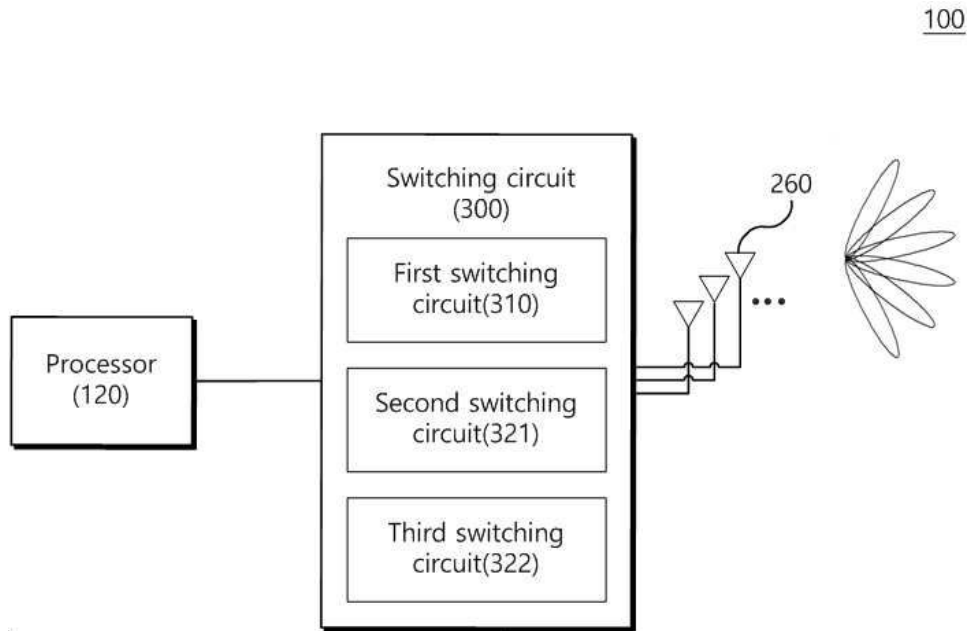 100
Switching circuit
(300)
260
First switching
circuit(310)
Processor
(120)
Second switching
circuit(321)
Third switching
circuit(322)